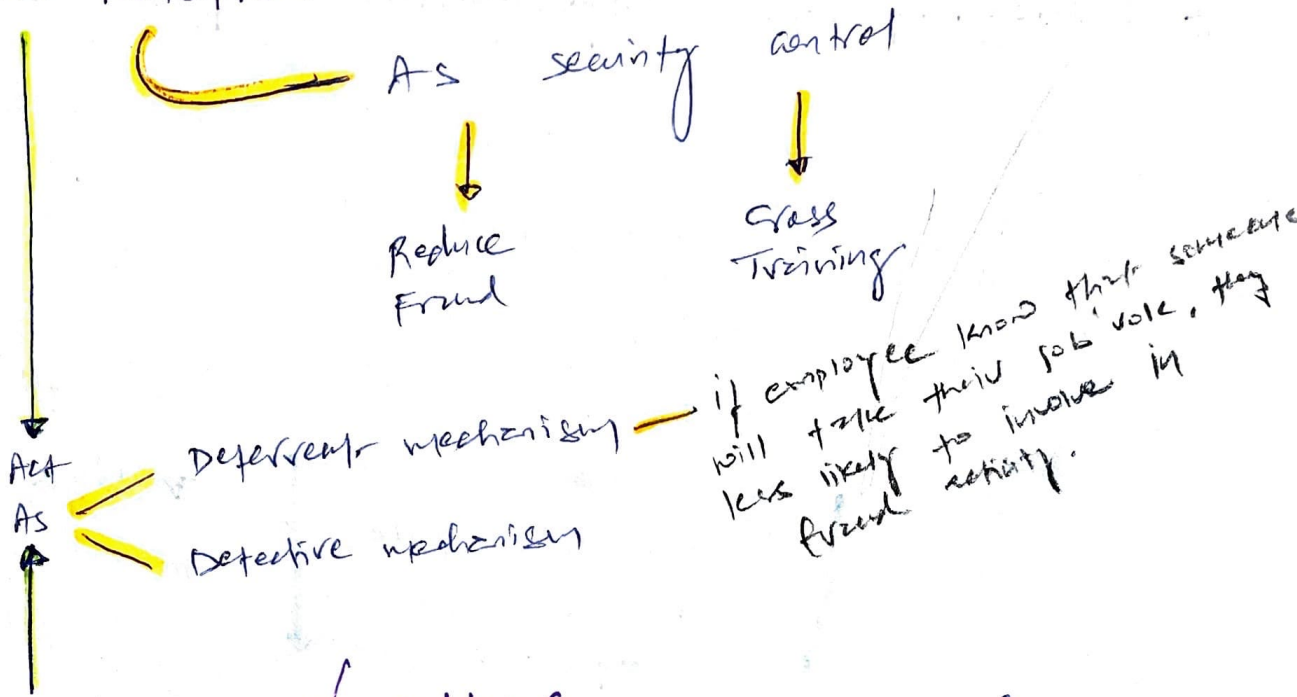 As security control
Reduce
Fraud
Cross
Training
Act
As
Deterrent mechanism
Detective mechanism
if employee know that someone
will take their job role, they
less likely to involve in
fraud activity.